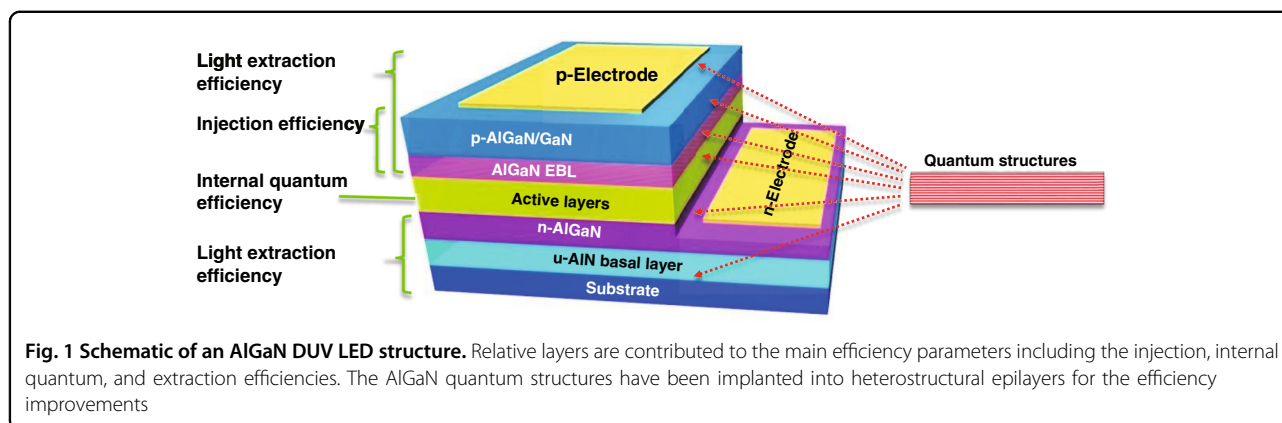 Light extraction
efficiency
Injection efficiency
Internal quantum
efficiency
Light extraction
efficiency
p-Electrode
p-AlGaN/GaN
AlGaN EBL
Active layers
n-AlGaN
u-AlN basal layer
Substrate
n-Electrode
Quantum structures
Fig. 1 Schematic of an AlGaN DUV LED structure. Relative layers are contributed to the main efficiency parameters including the injection, internal
quantum, and extraction efficiencies. The AlGaN quantum structures have been implanted into heterostructural epilayers for the efficiency
improvements